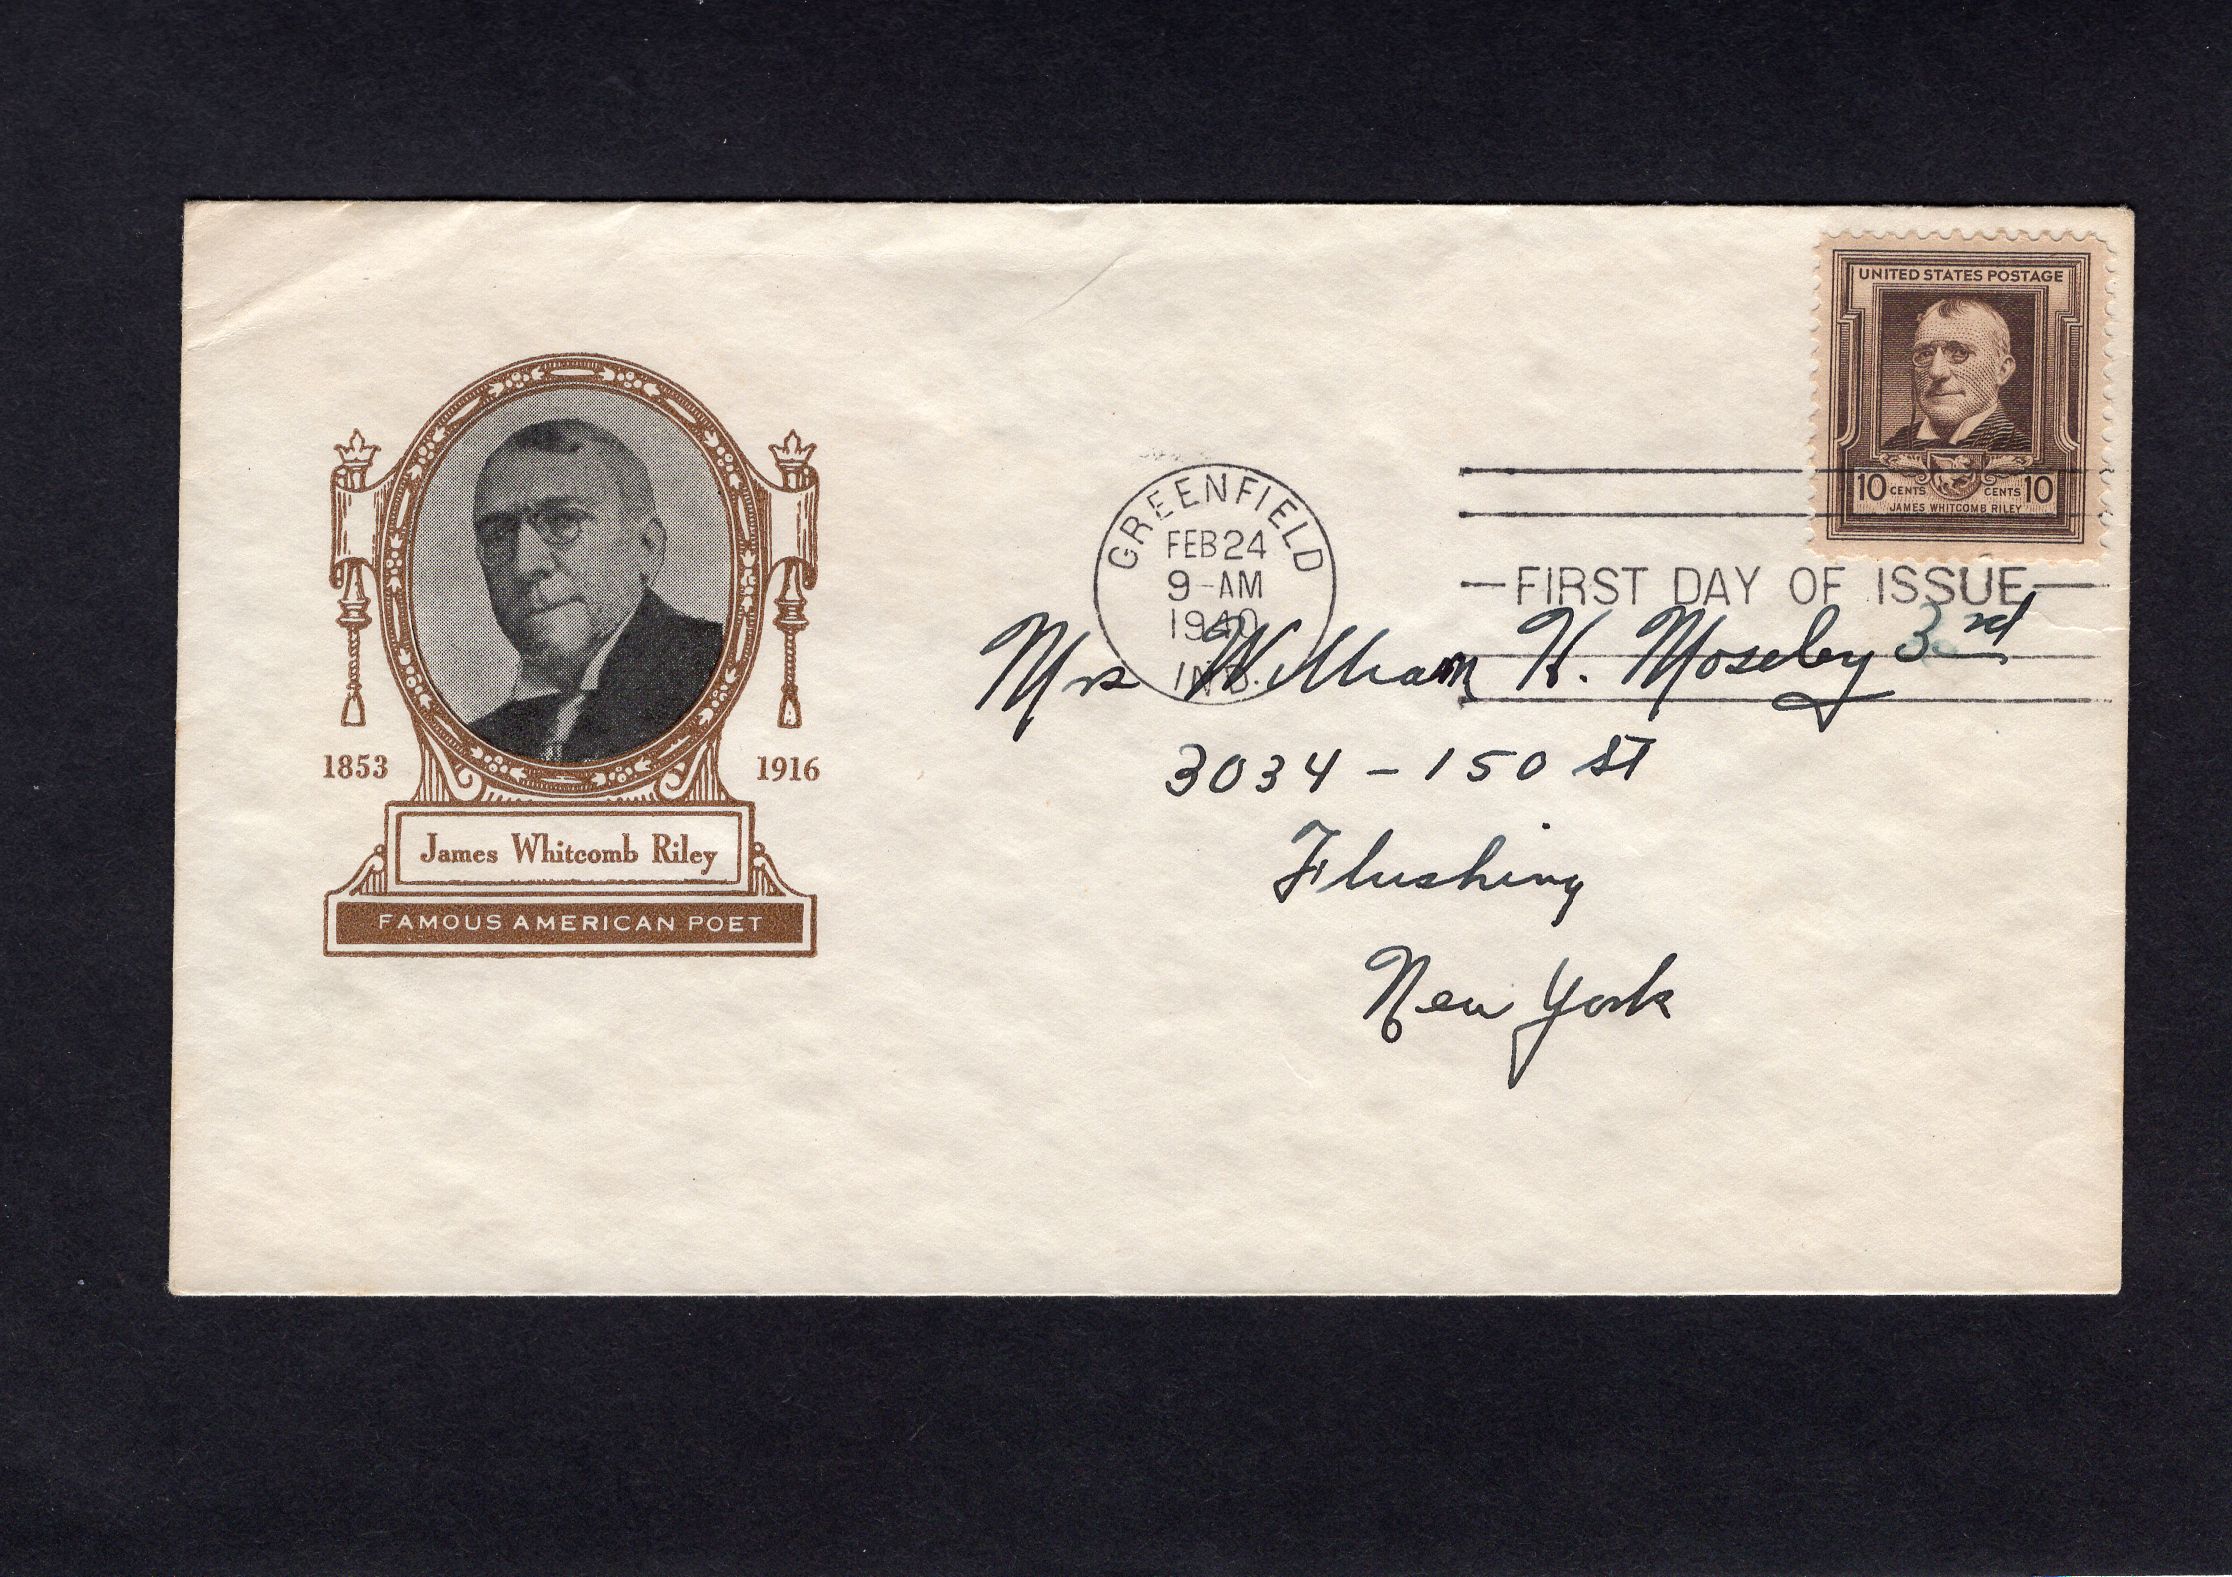 UNITED STATES POSTAGE
10 CENTS CENTS 10
JAMES WHITCOMB RILEY
GREENFIELD
FEB 24
9-AM
1940
IND.
FIRST DAY OF ISSUE
1853 1916
James Whitcomb Riley
FAMOUS AMERICAN POET
Mrs William H. Moseley 3rd
3034 - 150 St
Flushing
New York